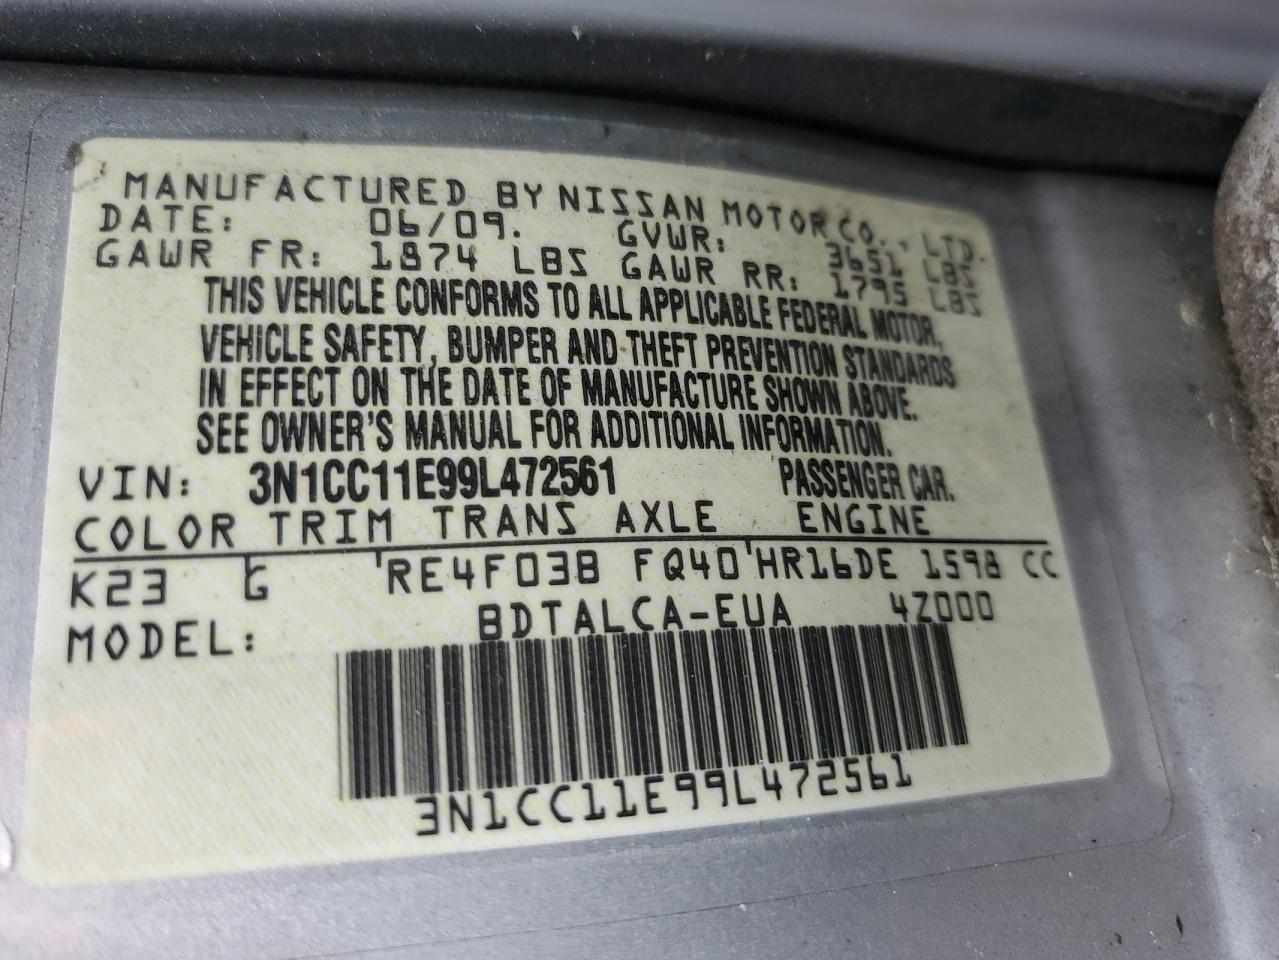 MANUFACTURED BY NISSAN MOTOR CO., LTD.
DATE: 06/09. GVWR: 3651 LBS
GAWR FR: 1874 LBS GAWR RR: 1795 LBS
THIS VEHICLE CONFORMS TO ALL APPLICABLE FEDERAL MOTOR,
VEHICLE SAFETY, BUMPER AND THEFT PREVENTION STANDARDS
IN EFFECT ON THE DATE OF MANUFACTURE SHOWN ABOVE.
SEE OWNER'S MANUAL FOR ADDITIONAL INFORMATION.
VIN: 3N1CC11E99L472561 PASSENGER CAR.
COLOR TRIM TRANS AXLE ENGINE
K23 G RE4F03B FQ40 HR16DE 1598 CC
MODEL: BDTALCA-EUA 4Z000
3N1CC11E99L472561